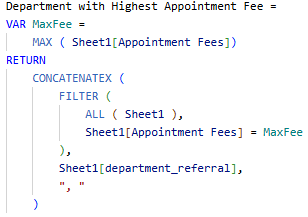 Department with Highest Appointment Fee =
VAR MaxFee =
MAX ( Sheet1[Appointment Fees])
RETURN
CONCATENATEX (
FILTER (
ALL ( Sheet1 ),
Sheet1[Appointment Fees] = MaxFee
),
Sheet1[department_referral],
", "
)